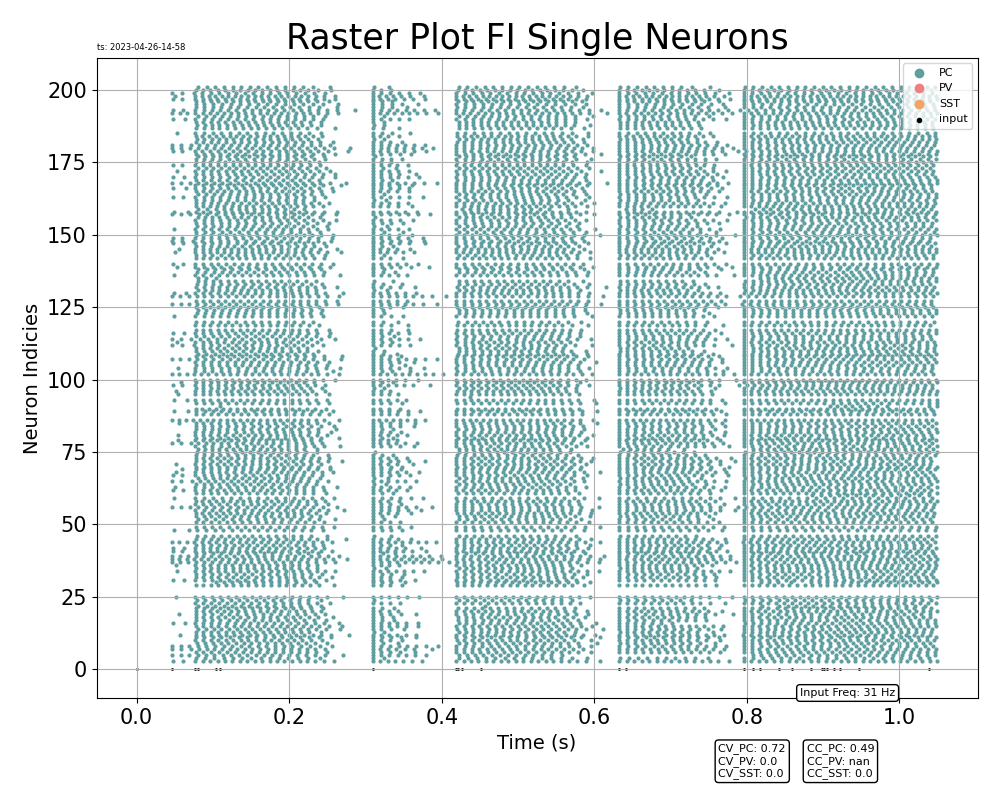 Raster Plot FI Single Neurons
ts: 2023-04-26-14-58
PC
PV
SST
input
200
175
150
125
100
75
50
25
0
Neuron Indicies
0.0 0.2 0.4 0.6 0.8 1.0
Time (s)
Input Freq: 31 Hz
CV_PC: 0.72
CV_PV: 0.0
CV_SST: 0.0
CC_PC: 0.49
CC_PV: nan
CC_SST: 0.0